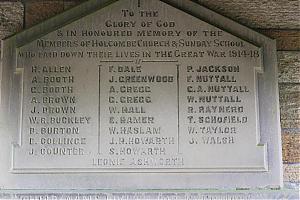 To The
Glory of God
& in Honoured Memory of the
Members of Holcombe Church & Sunday School
who laid down their lives in the Great War 1914-18
H. Allen F. Dale P. Jackson
A. Booth J. Greenwood F. Nuttall
C. Booth A. Gregg G.A. Nuttall
A. Brown G. Gregg W. Nuttall
J. Brown W. Hall R. Raynerd
W.E. Buckley E. Hamer T. Schofield
P. Burton W. Haslam W. Taylor
E. Collinge J.H. Howarth J. Walsh
J. Counter S. Howarth
Leonie Ashworth